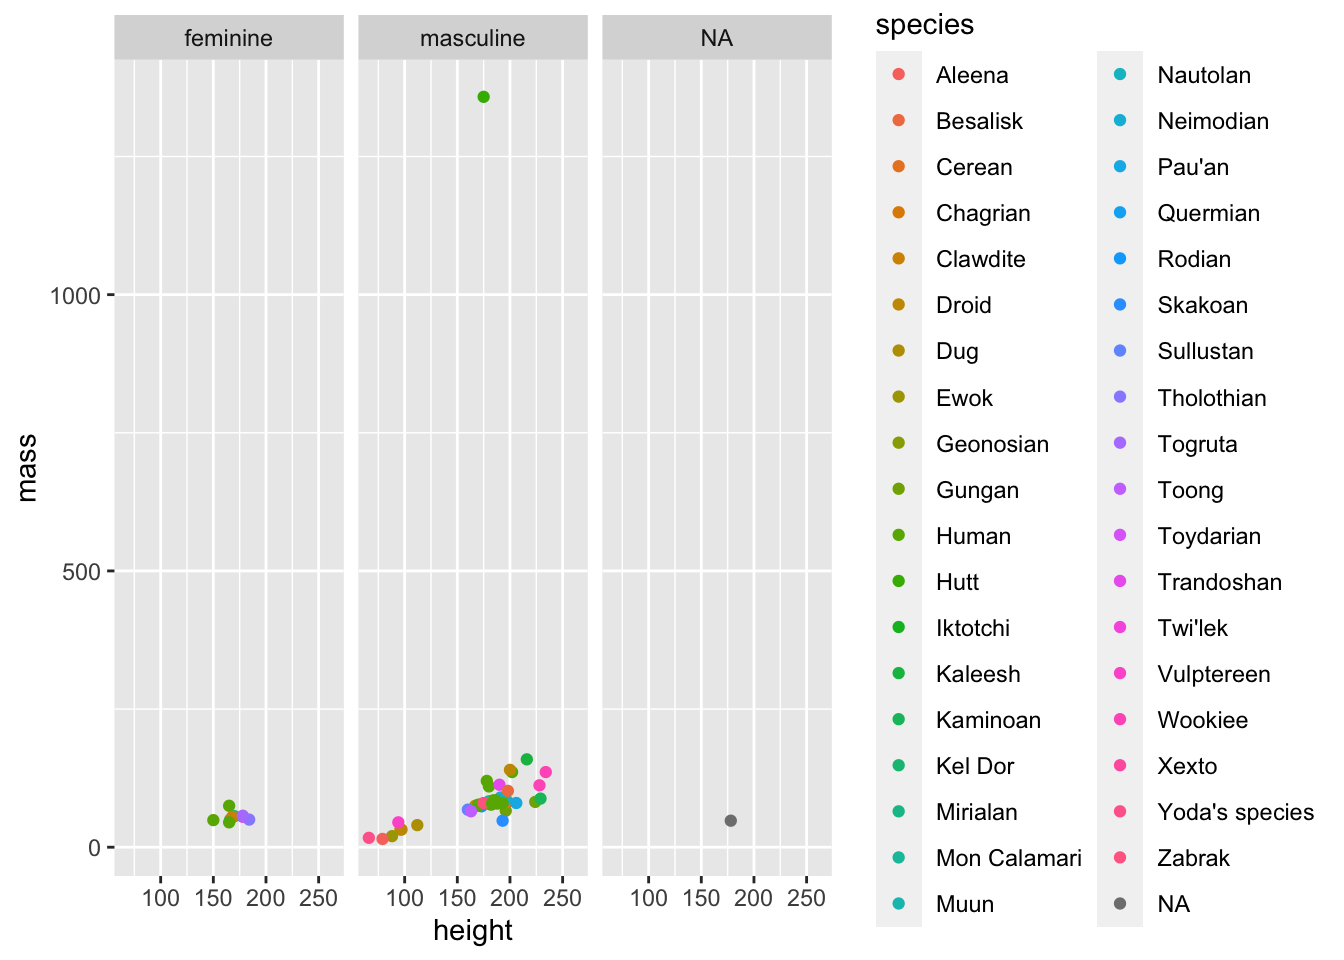 feminine
masculine
NA
mass
1000
500
0
100 150 200 250
100 150 200 250
100 150 200 250
height
species
Aleena
Besalisk
Cerean
Chagrian
Clawdite
Droid
Dug
Ewok
Geonosian
Gungan
Human
Hutt
Iktotchi
Kaleesh
Kaminoan
Kel Dor
Mirialan
Mon Calamari
Muun
Nautolan
Neimodian
Pau'an
Quermian
Rodian
Skakoan
Sullustan
Tholothian
Togruta
Toong
Toydarian
Trandoshan
Twi'lek
Vulptereen
Wookiee
Xexto
Yoda's species
Zabrak
NA